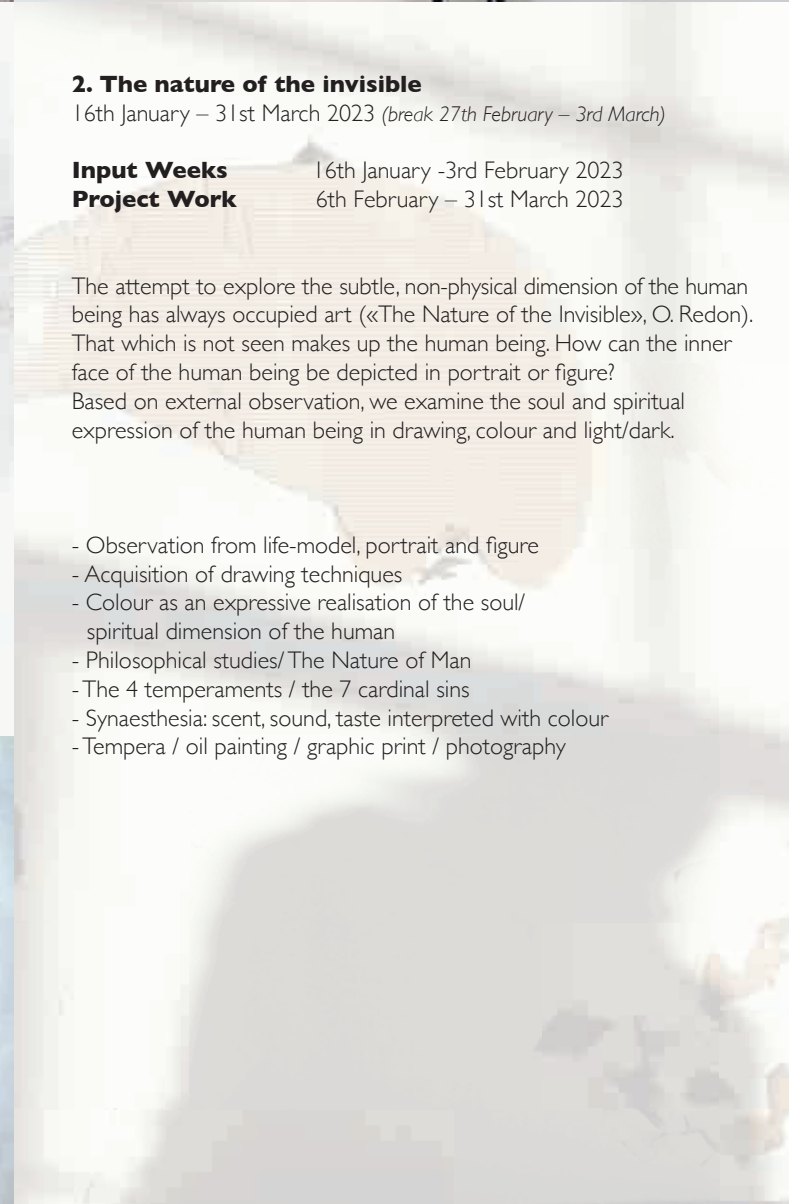 2. The nature of the invisible
16th January – 31st March 2023 (break 27th February – 3rd March)
Input Weeks 16th January -3rd February 2023
Project Work 6th February – 31st March 2023
The attempt to explore the subtle, non-physical dimension of the human
being has always occupied art («The Nature of the Invisible», O. Redon).
That which is not seen makes up the human being. How can the inner
face of the human being be depicted in portrait or figure?
Based on external observation, we examine the soul and spiritual
expression of the human being in drawing, colour and light/dark.
- Observation from life-model, portrait and figure
- Acquisition of drawing techniques
- Colour as an expressive realisation of the soul/
spiritual dimension of the human
- Philosophical studies/ The Nature of Man
- The 4 temperaments / the 7 cardinal sins
- Synaesthesia: scent, sound, taste interpreted with colour
- Tempera / oil painting / graphic print / photography